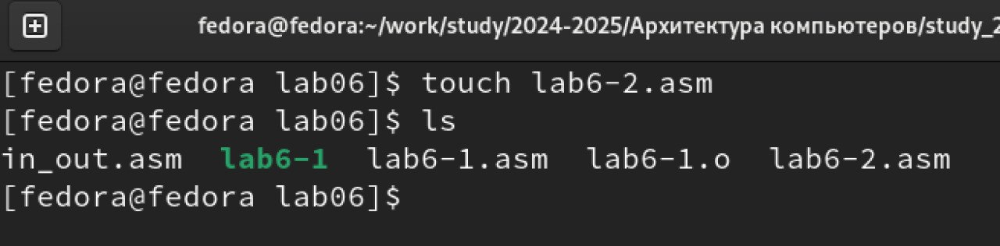 fedora@fedora:~/work/study/2024-2025/Архитектура компьютеров/study_2
[fedora@fedora lab06]$ touch lab6-2.asm
[fedora@fedora lab06]$ ls
in_out.asm  lab6-1  lab6-1.asm  lab6-1.o  lab6-2.asm
[fedora@fedora lab06]$